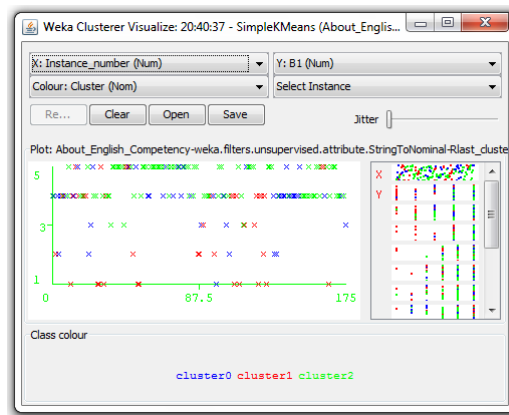 Weka Clusterer Visualize: 20:40:37 - SimpleKMeans (About_Englis...
X: Instance_number (Num) Y: B1 (Num)
Colour: Cluster (Nom) Select Instance
Re... Clear Open Save Jitter
Plot: About_English_Competency-weka.filters.unsupervised.attribute.StringToNominal-Rlast_cluste
5
3
1
0 87.5 175
X
Y
Class colour
cluster0 cluster1 cluster2